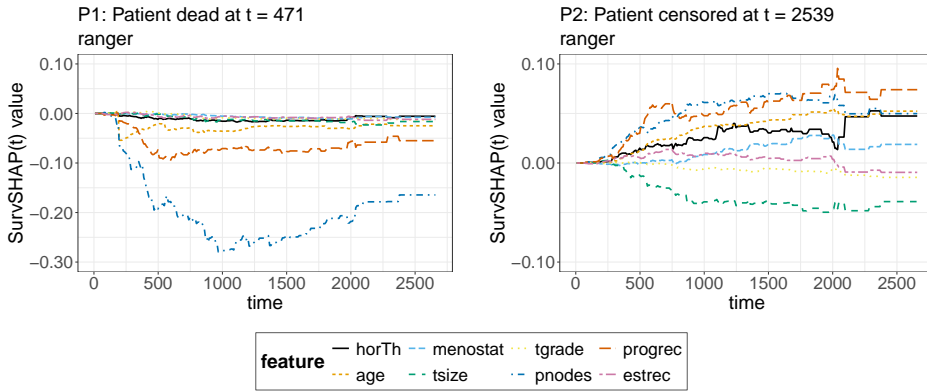 P1: Patient dead at t = 471
ranger
SurvSHAP(t) value
0.00
−0.10
−0.20
−0.30
0 500 1000 1500 2000 2500
time
P2: Patient censored at t = 2539
ranger
SurvSHAP(t) value
0.10
0.00
−0.10
0 500 1000 1500 2000 2500
time
feature
horTh menostat tgrade progrec
age tsize pnodes estrec